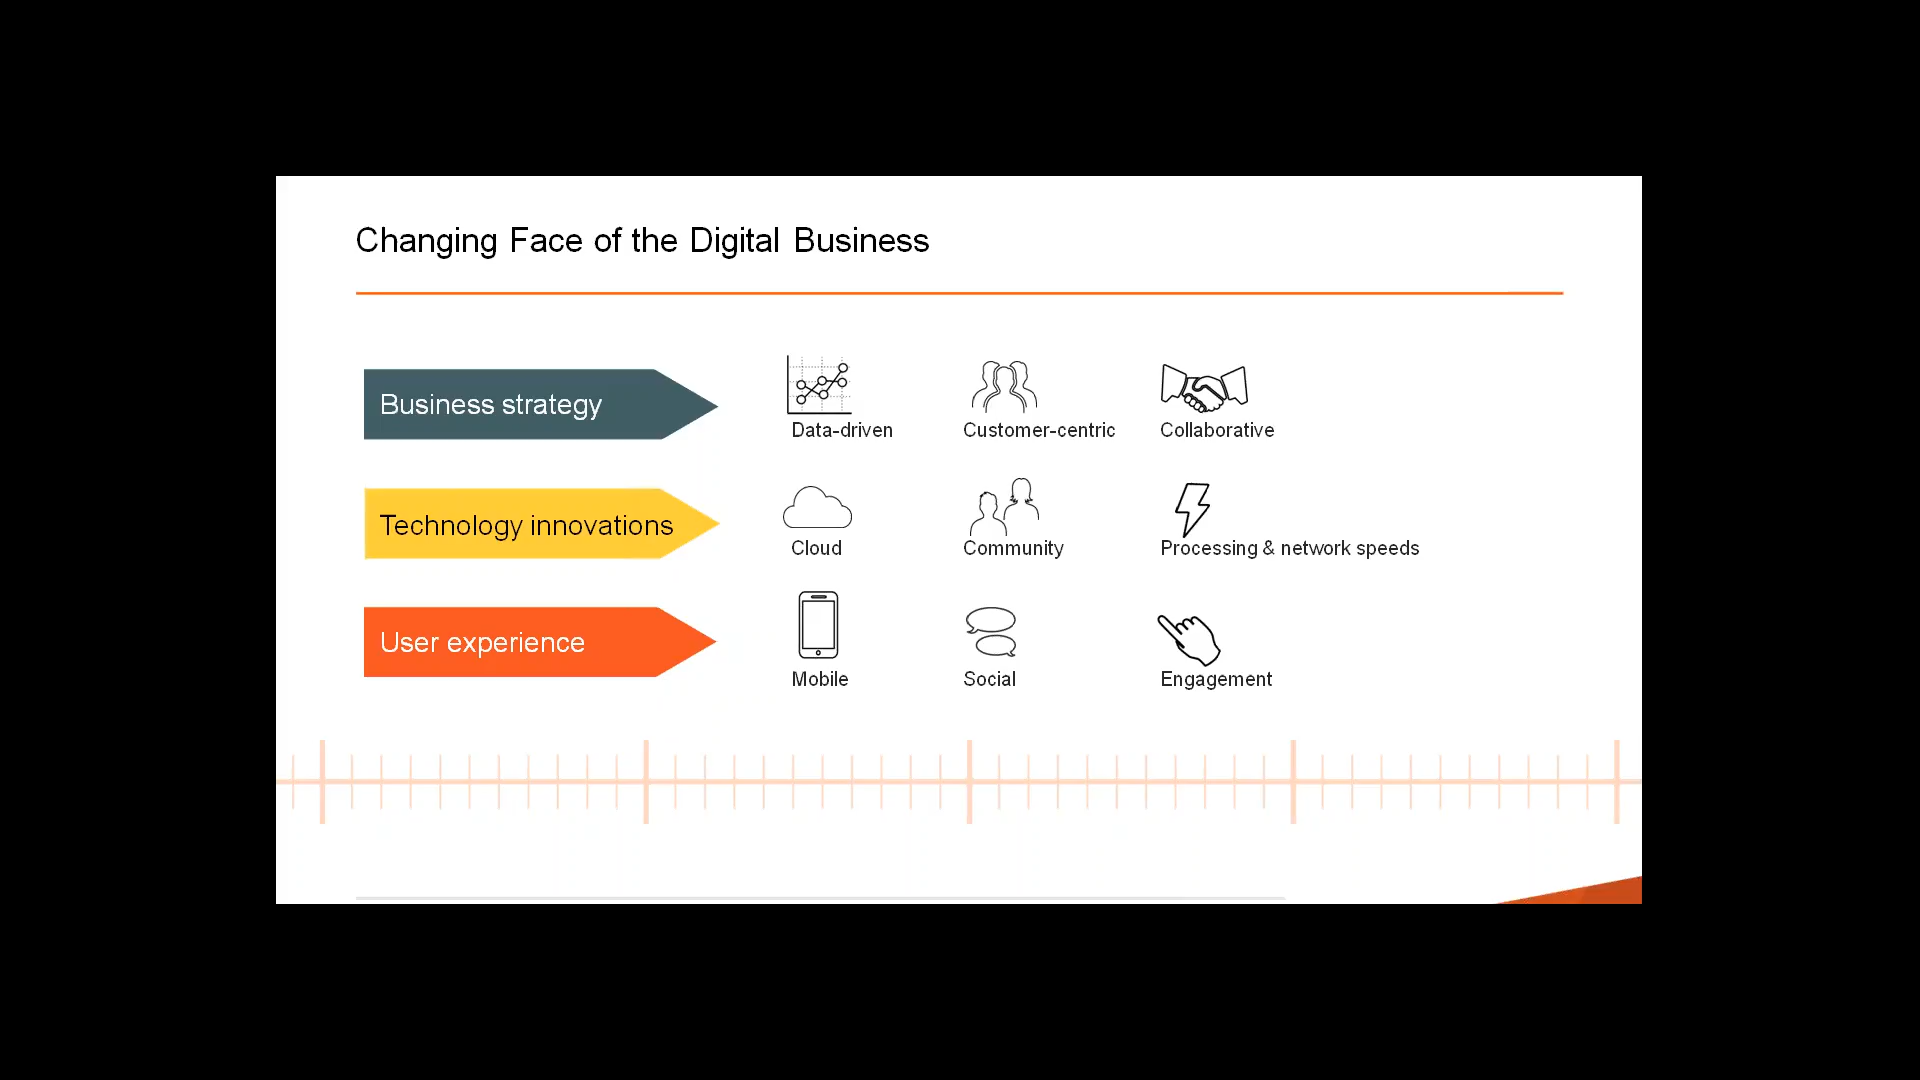 Changing Face of the Digital Business
Business strategy
Data-driven
Customer-centric
Collaborative
Technology innovations
Cloud
Community
Processing & network speeds
User experience
Mobile
Social
Engagement